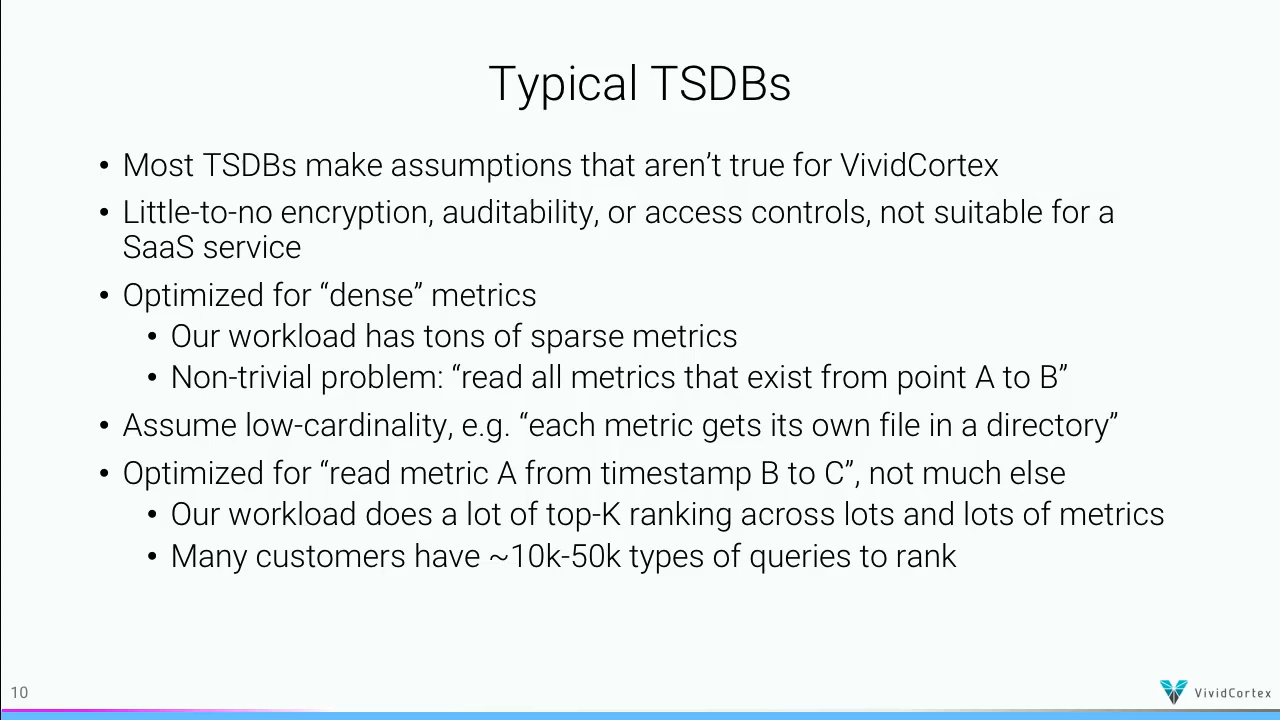 Typical TSDBs
• Most TSDBs make assumptions that aren’t true for VividCortex
• Little-to-no encryption, auditability, or access controls, not suitable for a
SaaS service
• Optimized for “dense” metrics
• Our workload has tons of sparse metrics
• Non-trivial problem: “read all metrics that exist from point A to B”
• Assume low-cardinality, e.g. “each metric gets its own file in a directory”
• Optimized for “read metric A from timestamp B to C”, not much else
• Our workload does a lot of top-K ranking across lots and lots of metrics
• Many customers have ~10k-50k types of queries to rank
10
VividCortex